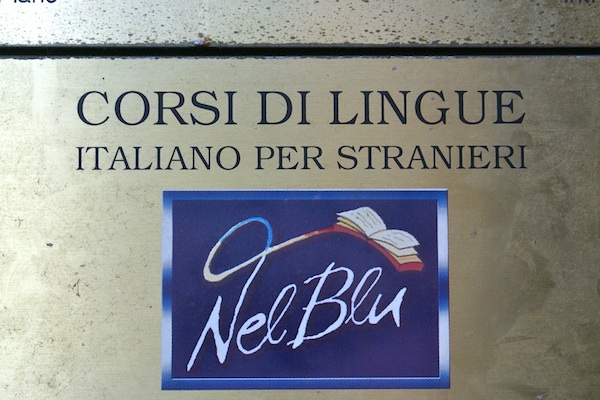 CORSI DI LINGUE
ITALIANO PER STRANIERI
Nel Blu